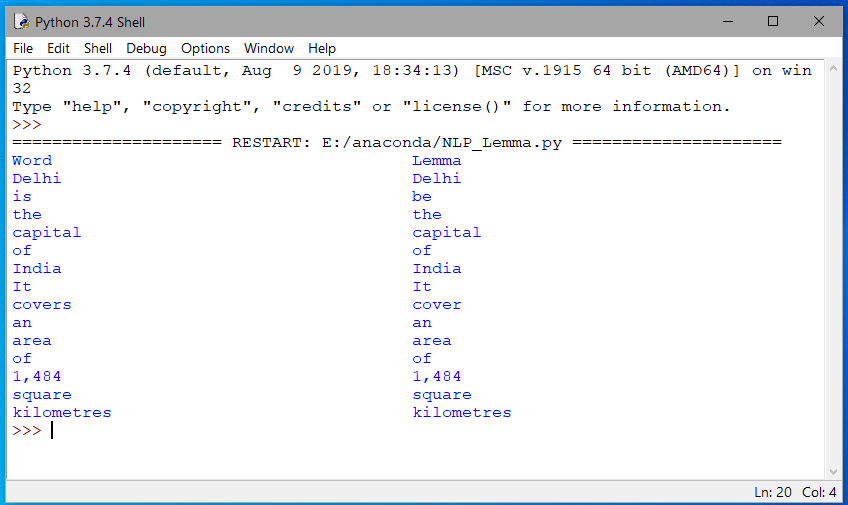 Python 3.7.4 Shell
File Edit Shell Debug Options Window Help
Python 3.7.4 (default, Aug  9 2019, 18:34:13) [MSC v.1915 64 bit (AMD64)] on win
32
Type "help", "copyright", "credits" or "license()" for more information.
>>>
===================== RESTART: E:/anaconda/NLP_Lemma.py =====================
Word                                    Lemma
Delhi                                   Delhi
is                                      be
the                                     the
capital                                 capital
of                                      of
India                                   India
It                                      It
covers                                  cover
an                                      an
area                                    area
of                                      of
1,484                                   1,484
square                                  square
kilometres                              kilometres
>>>
Ln: 20 Col: 4